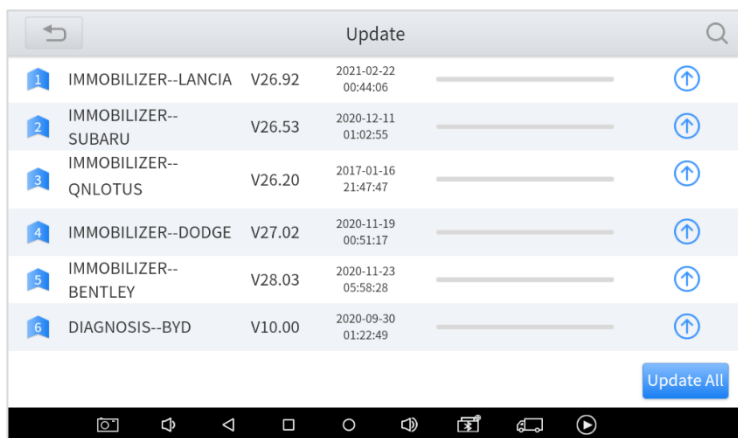 Update
1 IMMOBILIZER--LANCIA V26.92 2021-02-22
00:44:06
2 IMMOBILIZER--
SUBARU V26.53 2020-12-11
01:02:55
3 IMMOBILIZER--
QNLOTUS V26.20 2017-01-16
21:47:47
4 IMMOBILIZER--DODGE V27.02 2020-11-19
00:51:17
5 IMMOBILIZER--
BENTLEY V28.03 2020-11-23
05:58:28
6 DIAGNOSIS--BYD V10.00 2020-09-30
01:22:49
Update All